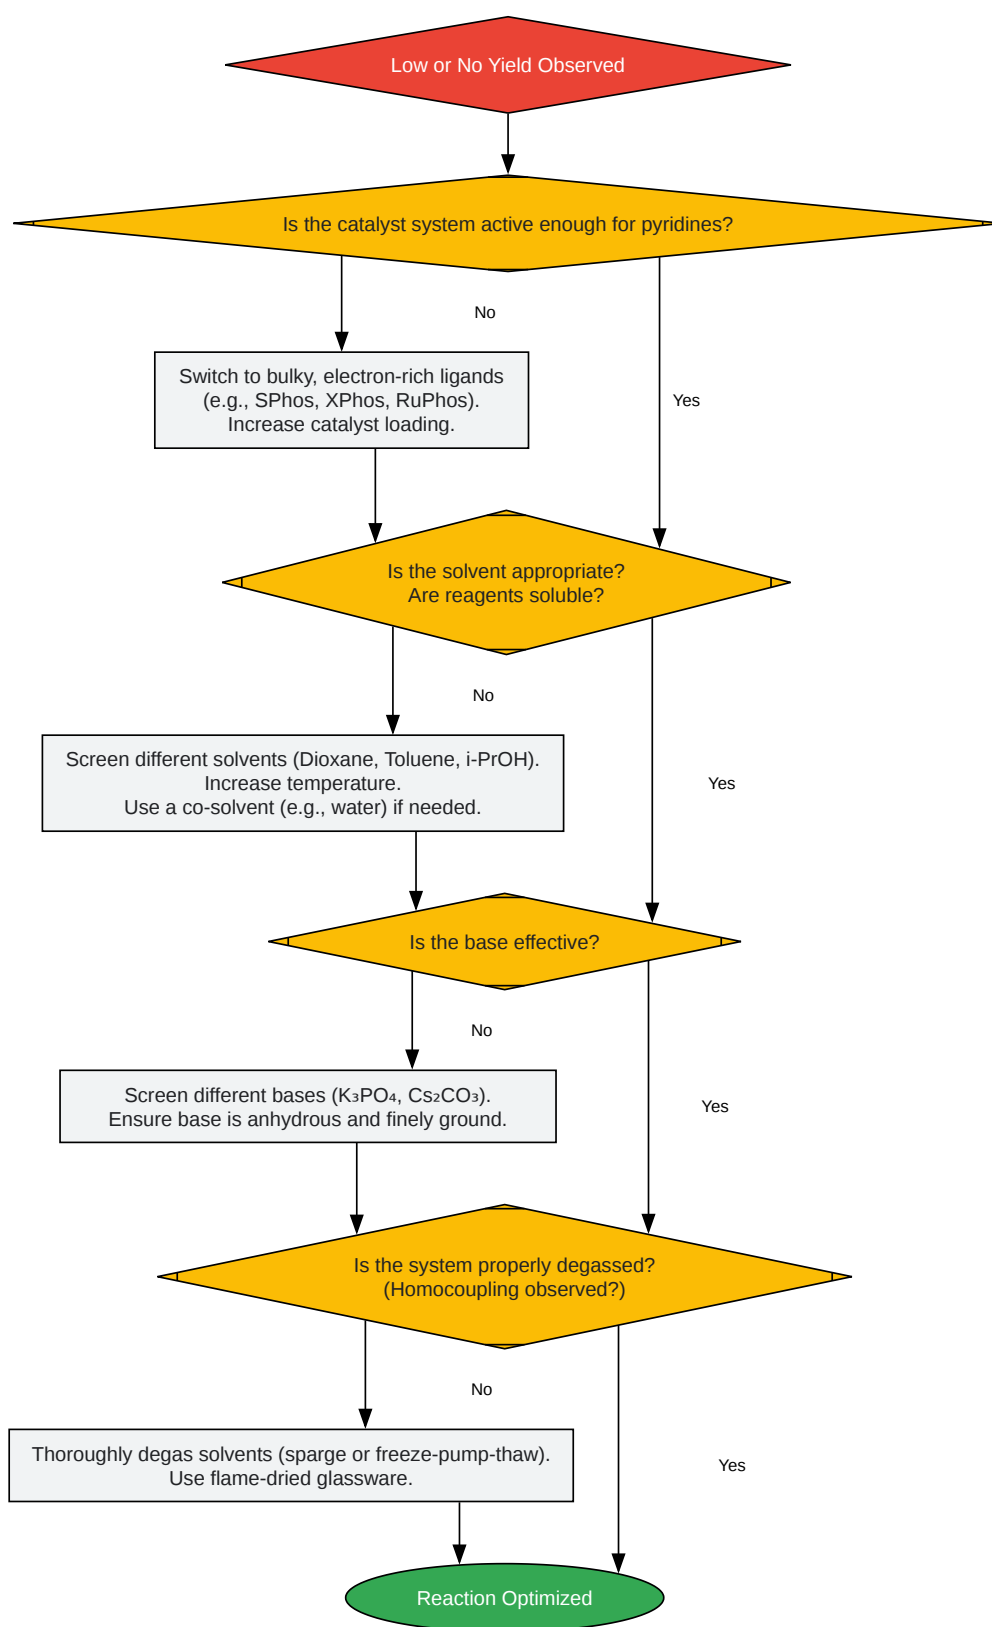 Low or No Yield Observed
Is the catalyst system active enough for pyridines?
No
Switch to bulky, electron-rich ligands
(e.g., SPhos, XPhos, RuPhos).
Increase catalyst loading.
Yes
Is the solvent appropriate?
Are reagents soluble?
No
Screen different solvents (Dioxane, Toluene, i-PrOH).
Increase temperature.
Use a co-solvent (e.g., water) if needed.
Yes
Is the base effective?
No
Screen different bases (K₃PO₄, Cs₂CO₃).
Ensure base is anhydrous and finely ground.
Yes
Is the system properly degassed?
(Homocoupling observed?)
No
Thoroughly degas solvents (sparge or freeze-pump-thaw).
Use flame-dried glassware.
Yes
Reaction Optimized